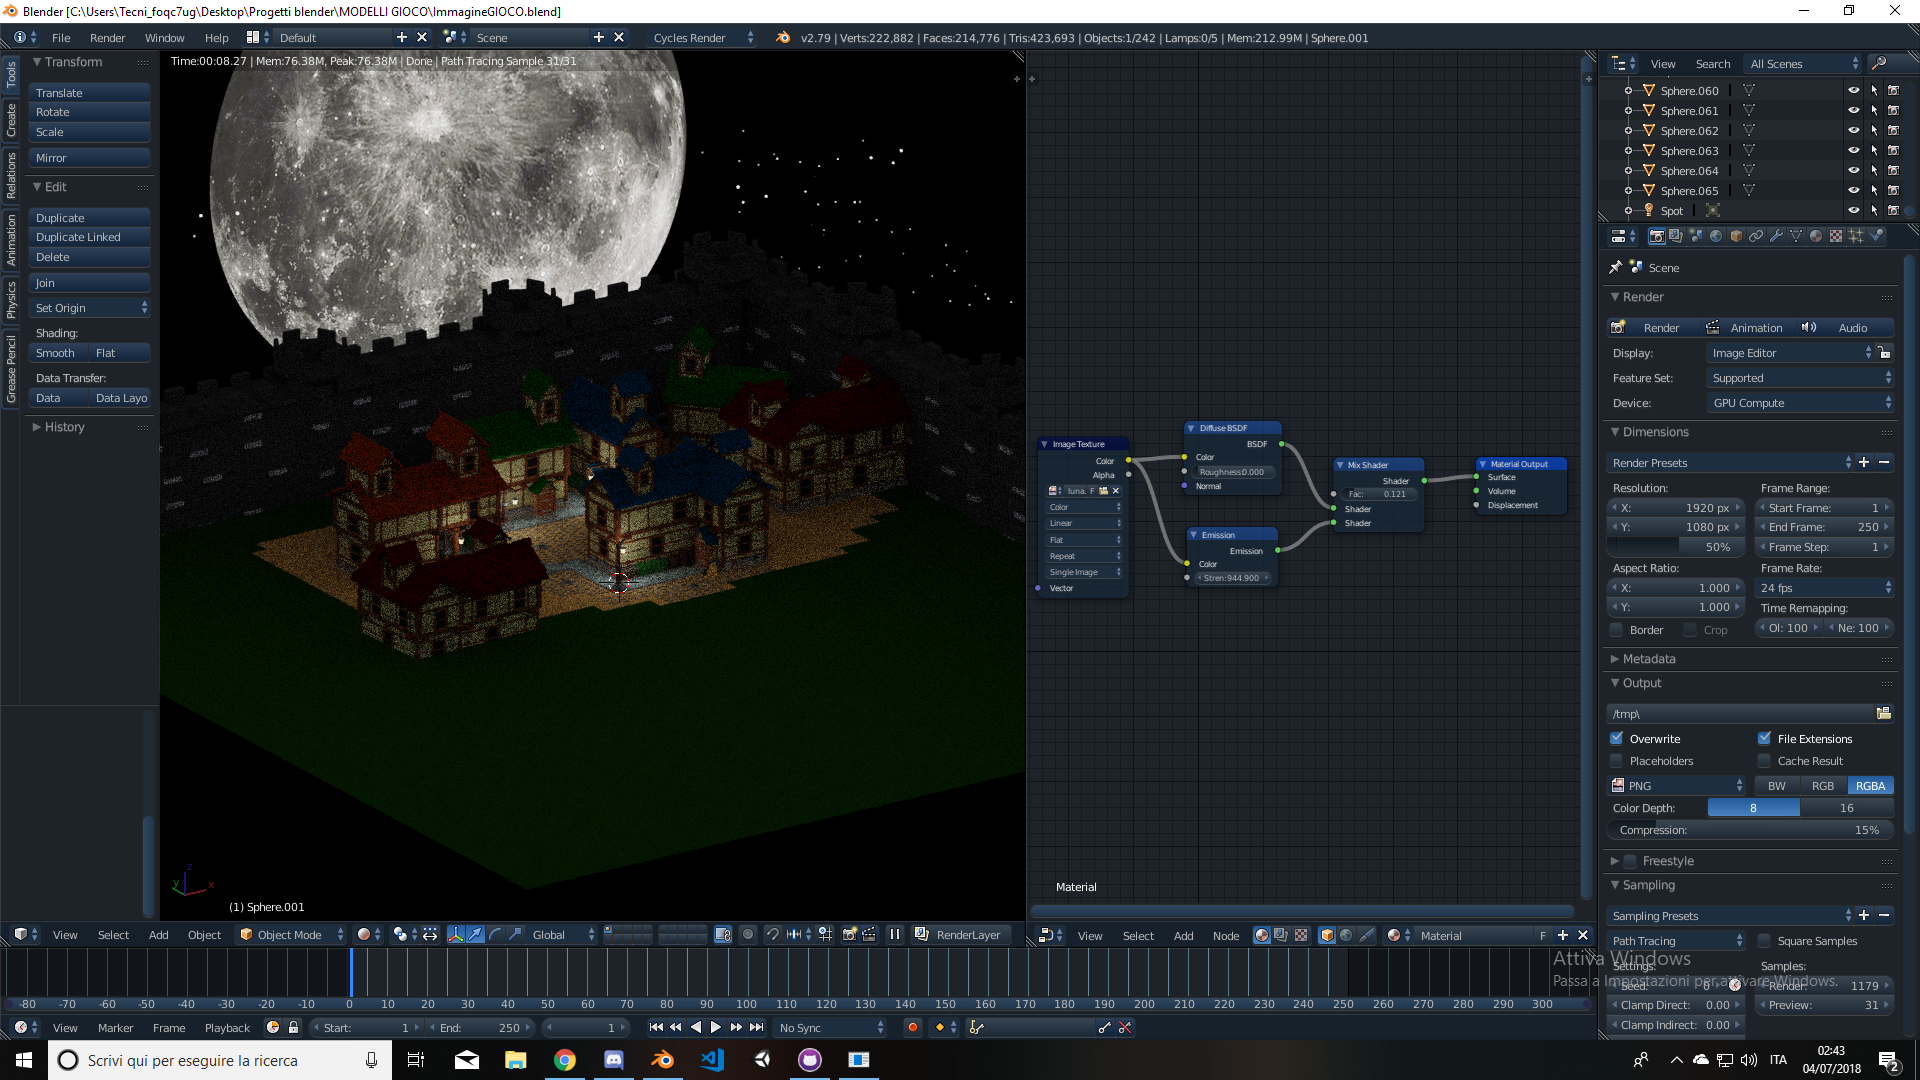 Blender [C:\Users\Tecni_foqc7ug\Desktop\Progetti blender\MODELLI GIOCO\ImmagineGIOCO.blend]
File Render Window Help Default Scene Cycles Render v2.79 | Verts:222,882 | Faces:214,776 | Tris:423,693 | Objects:1/242 | Lamps:0/5 | Mem:212.99M | Sphere.001
Tools
Create
Relations
Animation
Physics
Grease Pencil
Transform
Translate
Rotate
Scale
Mirror
Edit
Duplicate
Duplicate Linked
Delete
Join
Set Origin
Shading:
Smooth Flat
Data Transfer:
Data Data Layo
History
Time:00:08.27 | Mem:76.38M, Peak:76.38M | Done | Path Tracing Sample 31/31
z
y
x
(1) Sphere.001
View Select Add Object Object Mode Global RenderLayer
Image Texture
Color
Alpha
luna. F
Color
Linear
Flat
Repeat
Single Image
Vector
Diffuse BSDF
BSDF
Color
Roughness:0.000
Normal
Emission
Emission
Color
Stren:944.900
Mix Shader
Shader
Fac: 0.121
Shader
Shader
Material Output
Surface
Volume
Displacement
Material
View Select Add Node Material F
View Search All Scenes
Sphere.060
Sphere.061
Sphere.062
Sphere.063
Sphere.064
Sphere.065
Spot
Scene
Render
Render Animation Audio
Display: Image Editor
Feature Set: Supported
Device: GPU Compute
Dimensions
Render Presets
Resolution: Frame Range:
X: 1920 px Start Frame: 1
Y: 1080 px End Frame: 250
50% Frame Step: 1
Aspect Ratio: Frame Rate:
X: 1.000 24 fps
Y: 1.000 Time Remapping:
Border Crop Ol: 100 Ne: 100
Metadata
Output
/tmp\
Overwrite File Extensions
Placeholders Cache Result
PNG BW RGB RGBA
Color Depth: 8 16
Compression: 15%
Freestyle
Sampling
Sampling Presets
Path Tracing Square Samples
Attiva Windows
Passa a Impostazioni per attivare Windows.
Settings: Samples:
Seed: 0 Render: 1179
Clamp Direct: 0.00 Preview: 31
Clamp Indirect: 0.00
-80 -70 -60 -50 -40 -30 -20 -10 0 10 20 30 40 50 60 70 80 90 100 110 120 130 140 150 160 170 180 190 200 210 220 230 240 250 260 270 280 290 300
View Marker Frame Playback Start: 1 End: 250 1 No Sync
Scrivi qui per eseguire la ricerca
ITA
02:43
04/07/2018
2